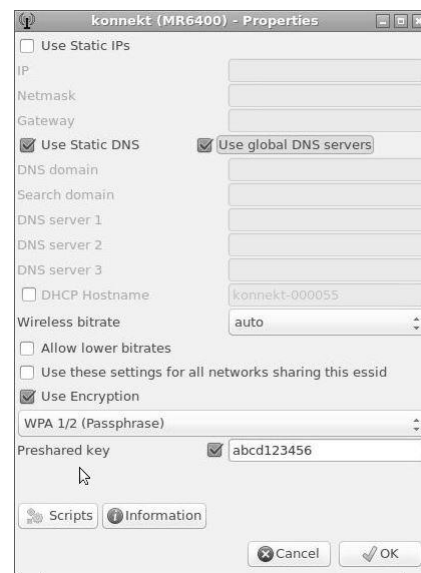 konnekt (MR6400) - Properties
Use Static IPs
IP
Netmask
Gateway
Use Static DNS Use global DNS servers
DNS domain
Search domain
DNS server 1
DNS server 2
DNS server 3
DHCP Hostname konnekt-000055
Wireless bitrate auto
Allow lower bitrates
Use these settings for all networks sharing this essid
Use Encryption
WPA 1/2 (Passphrase)
Preshared key abcd123456
Scripts Information
Cancel OK